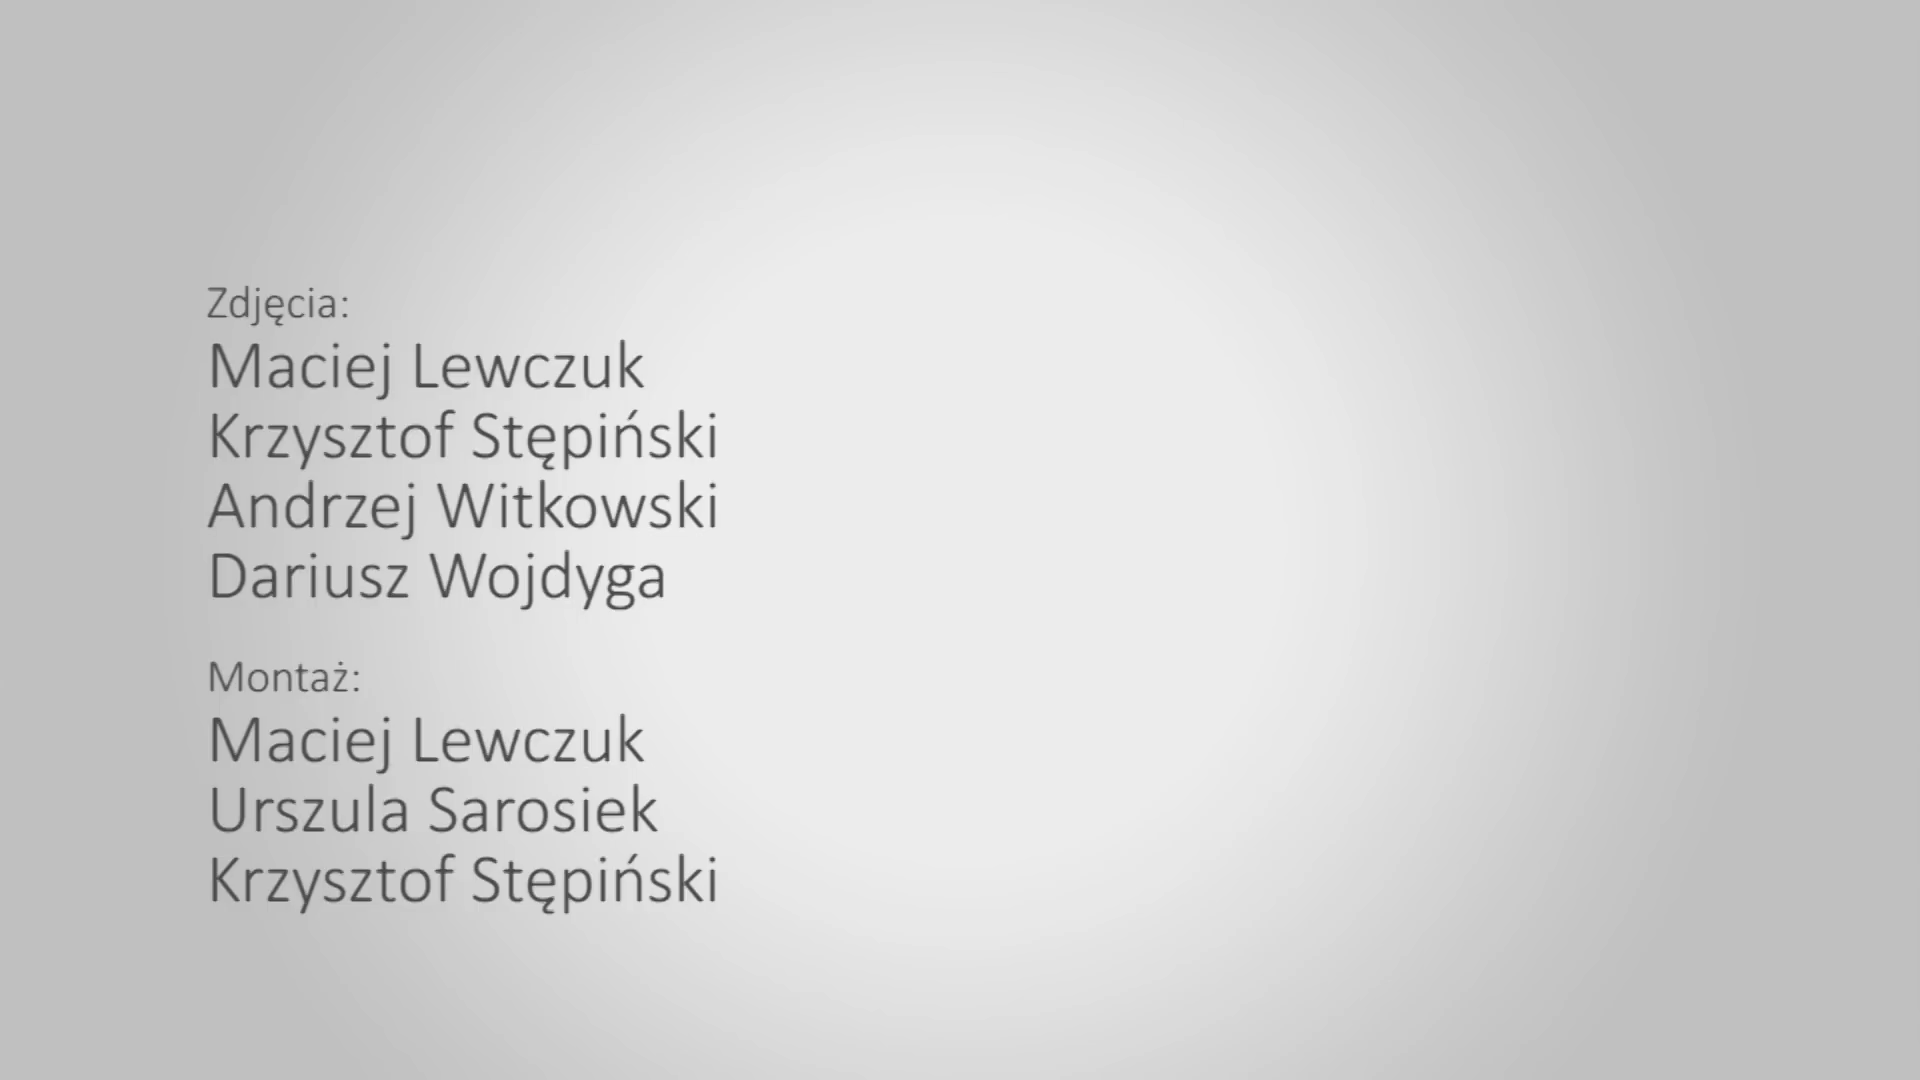 Zdjęcia:
Maciej Lewczuk
Krzysztof Stępiński
Andrzej Witkowski
Dariusz Wojdyga
Montaż:
Maciej Lewczuk
Urszula Sarosiek
Krzysztof Stępiński